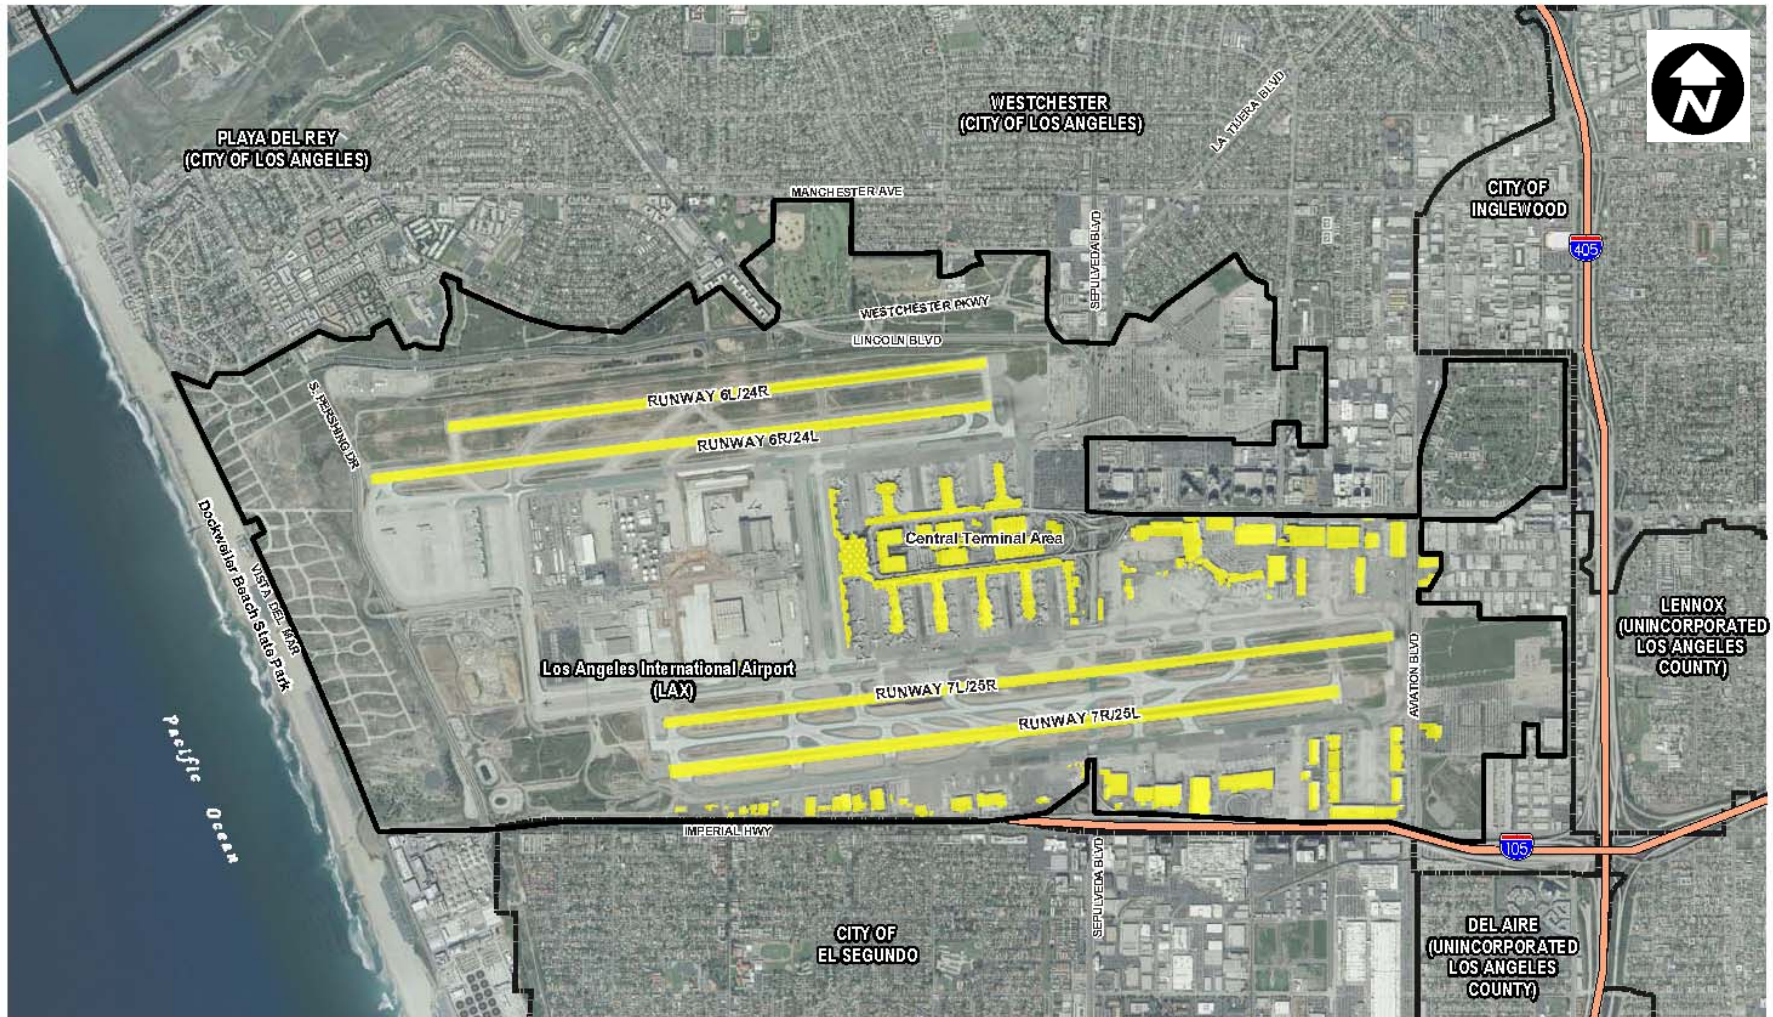 N
WESTCHESTER
(CITY OF LOS ANGELES)
LA TIJERA BLVD
PLAYA DEL REY
(CITY OF LOS ANGELES)
MANCHESTER AVE
CITY OF
INGLEWOOD
SEPULVEDA BLVD
405
WESTCHESTER PKWY
LINCOLN BLVD
S. PERSHING DR
RUNWAY 6L/24R
RUNWAY 6R/24L
Central Terminal Area
Dockweiler Beach State Park
VISTA DEL MAR
LENNOX
(UNINCORPORATED
LOS ANGELES
COUNTY)
Los Angeles International Airport
(LAX)
AVIATION BLVD
RUNWAY 7L/25R
RUNWAY 7R/25L
Pacific Ocean
IMPERIAL HWY
105
SEPULVEDA BLVD
CITY OF
EL SEGUNDO
DEL AIRE
(UNINCORPORATED
LOS ANGELES
COUNTY)